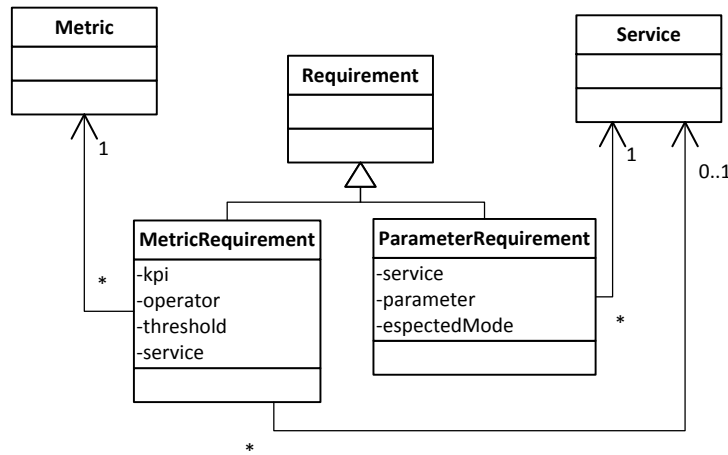 Metric
Service
Requirement
1
1
0..1
MetricRequirement
-kpi
-operator
-threshold
-service
ParameterRequirement
-service
-parameter
-espectedMode
*
*
*